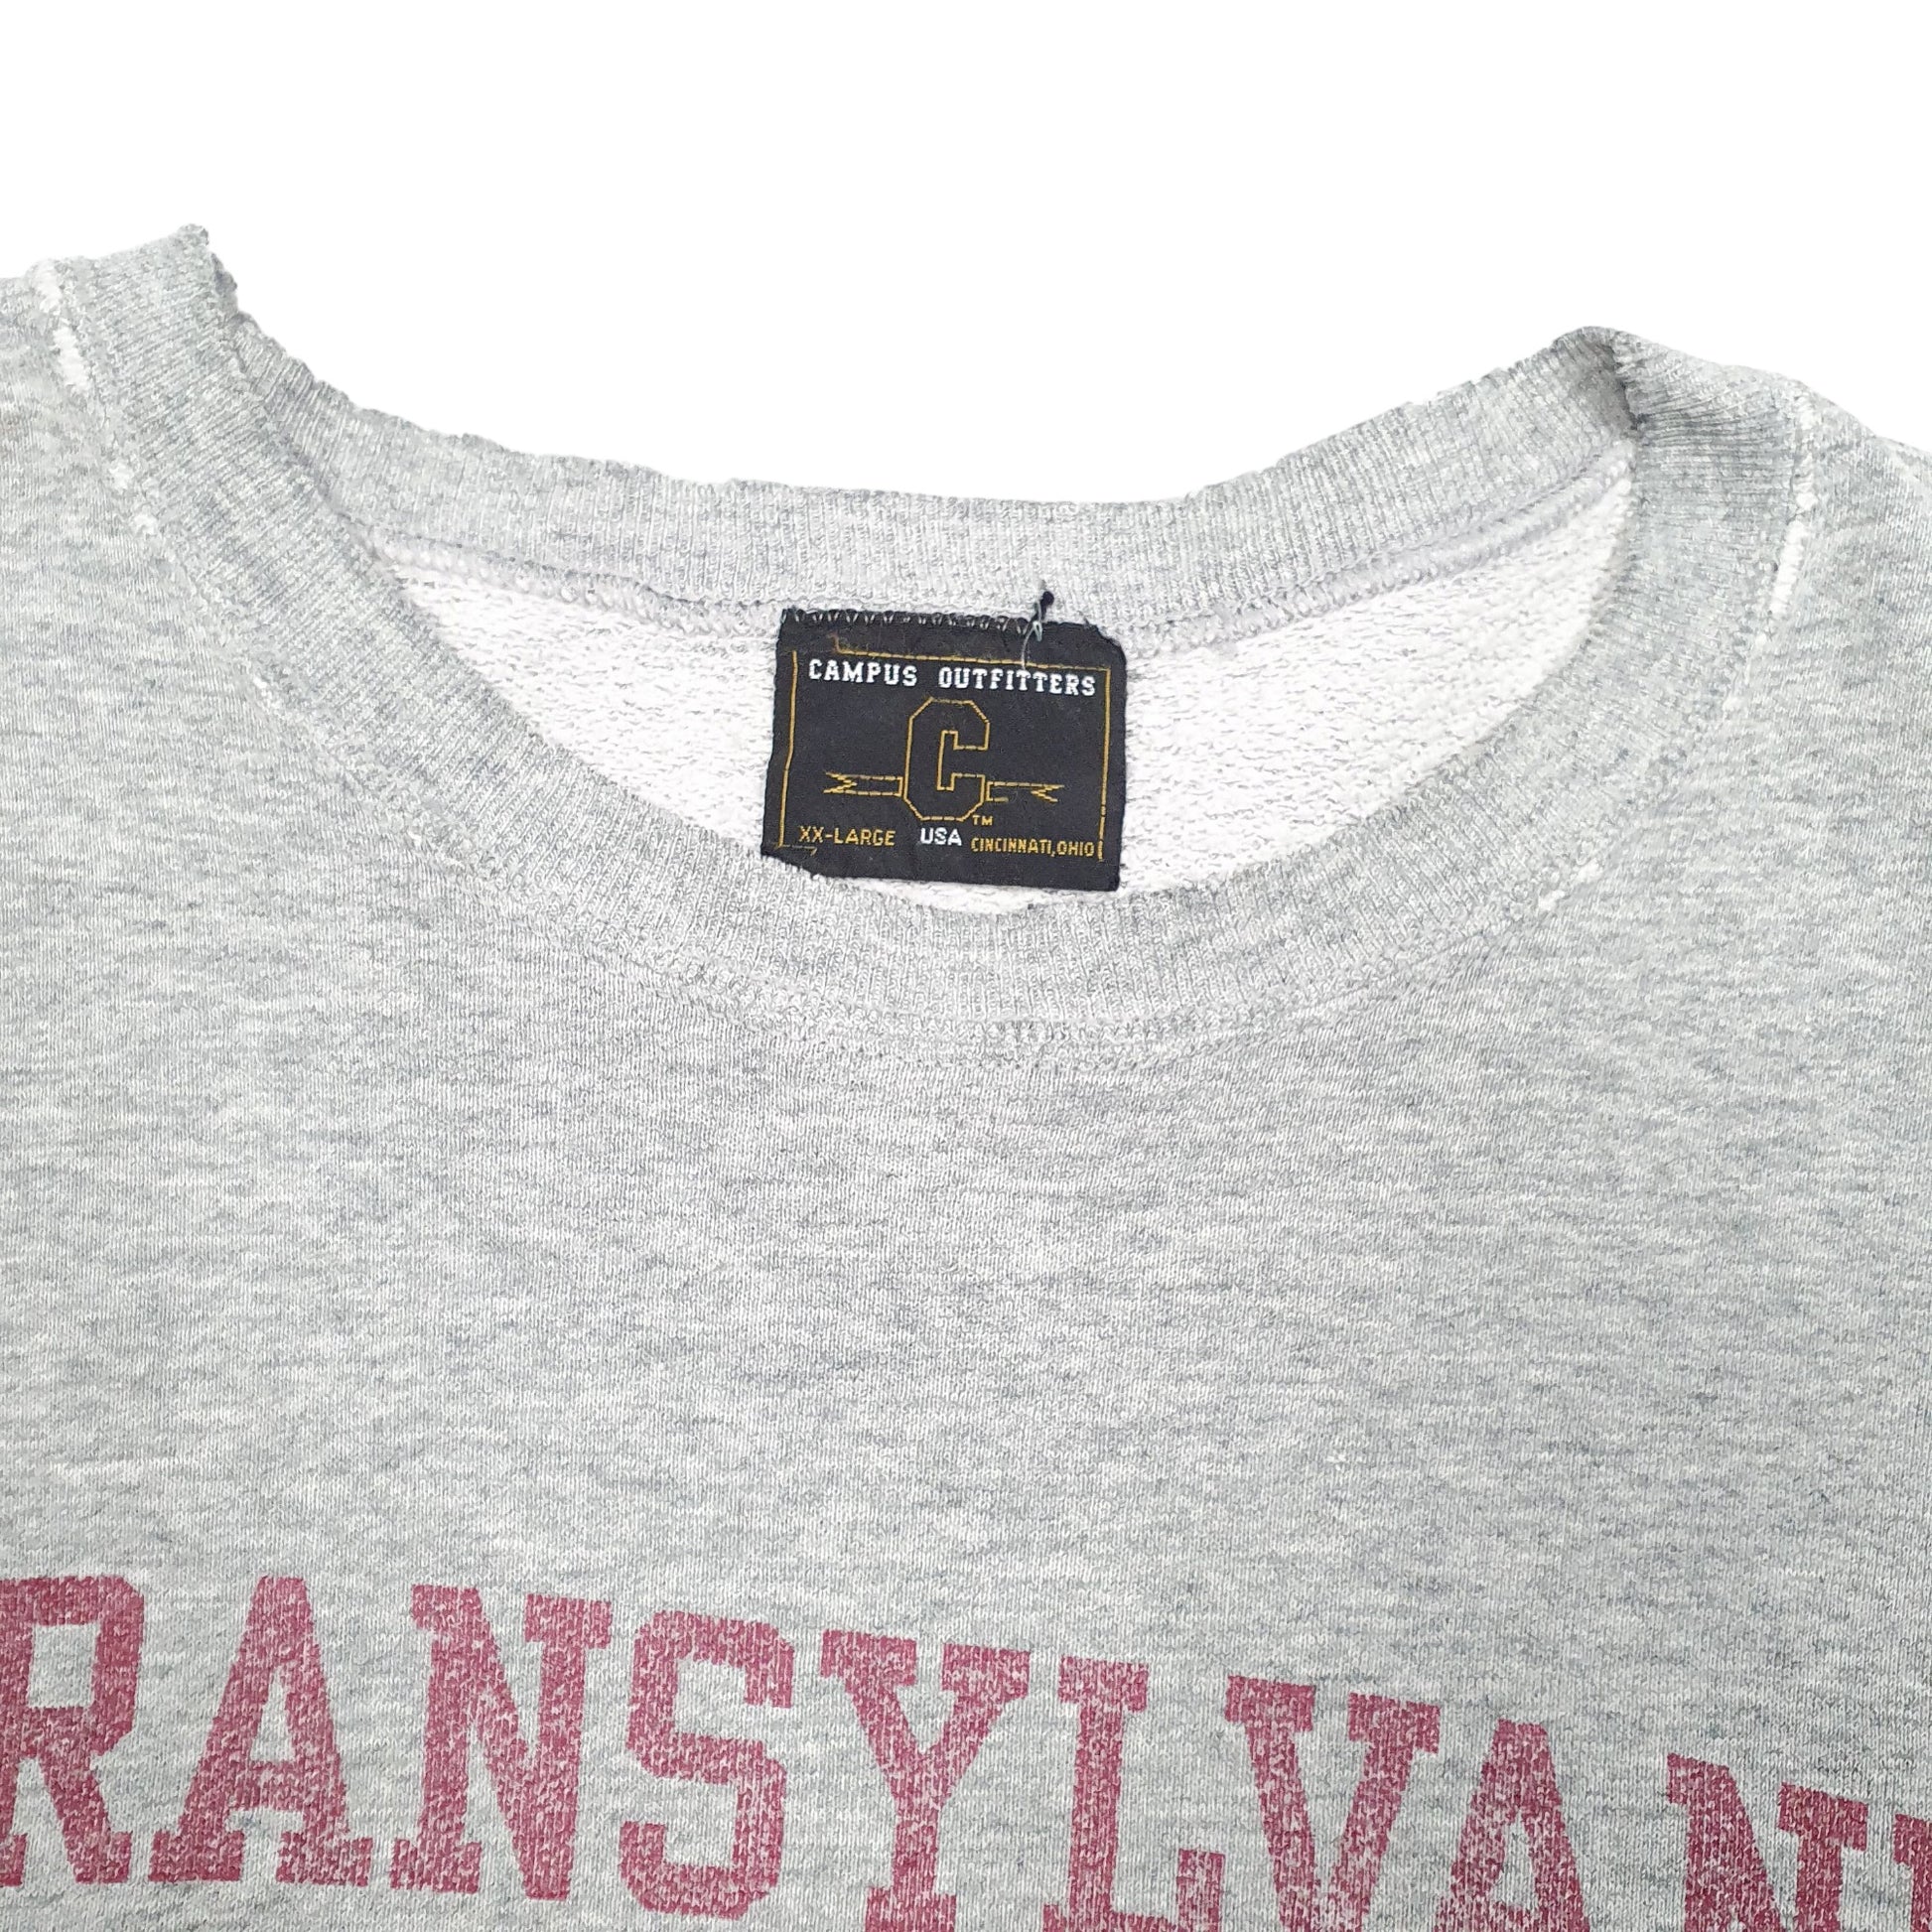 CAMPUS OUTFITTERS
C
TM
XX-LARGE USA CINCINNATI, OHIO
RANSYLVAN